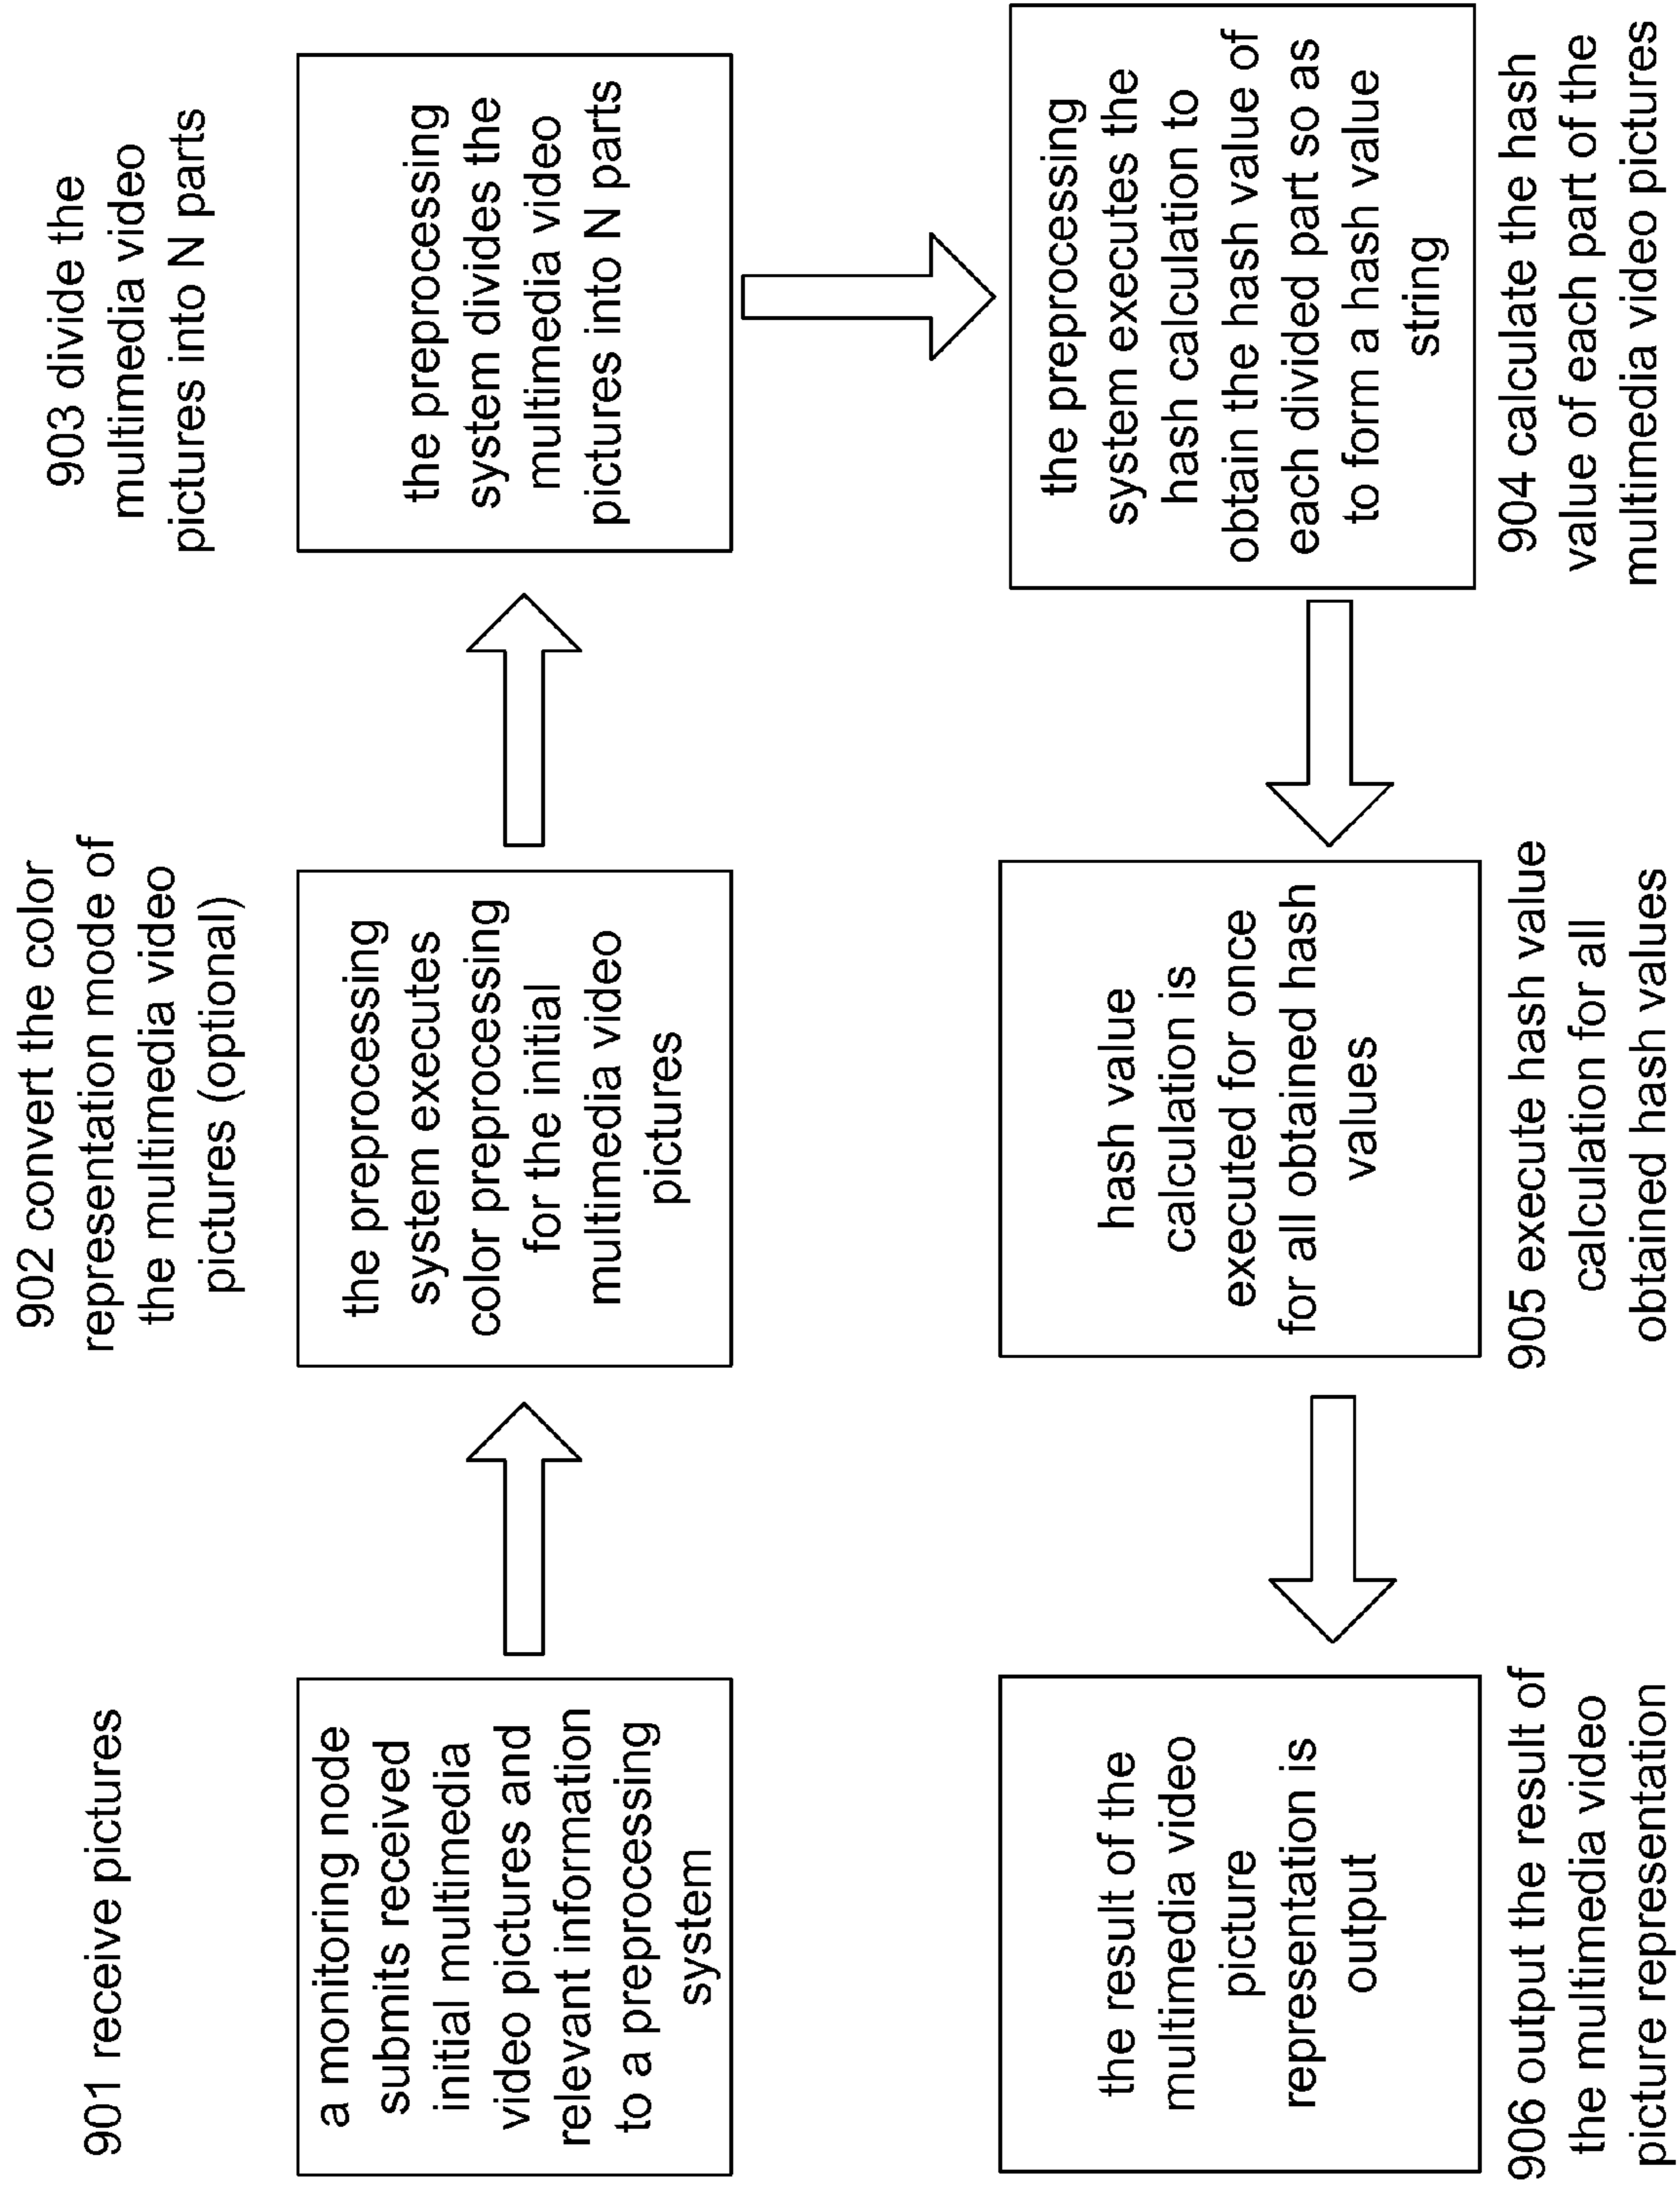 901 receive pictures
a monitoring node
submits received
initial multimedia
video pictures and
relevant information
to a preprocessing
system
902 convert the color
representation mode of
the multimedia video
pictures (optional)
the preprocessing
system executes
color preprocessing
for the initial
multimedia video
pictures
903 divide the
multimedia video
pictures into N parts
the preprocessing
system divides the
multimedia video
pictures into N parts
the preprocessing
system executes the
hash calculation to
obtain the hash value of
each divided part so as
to form a hash value
string
904 calculate the hash
value of each part of the
multimedia video pictures
hash value
calculation is
executed for once
for all obtained hash
values
905 execute hash value
calculation for all
obtained hash values
the result of the
multimedia video
picture
representation is
output
906 output the result of
the multimedia video
picture representation